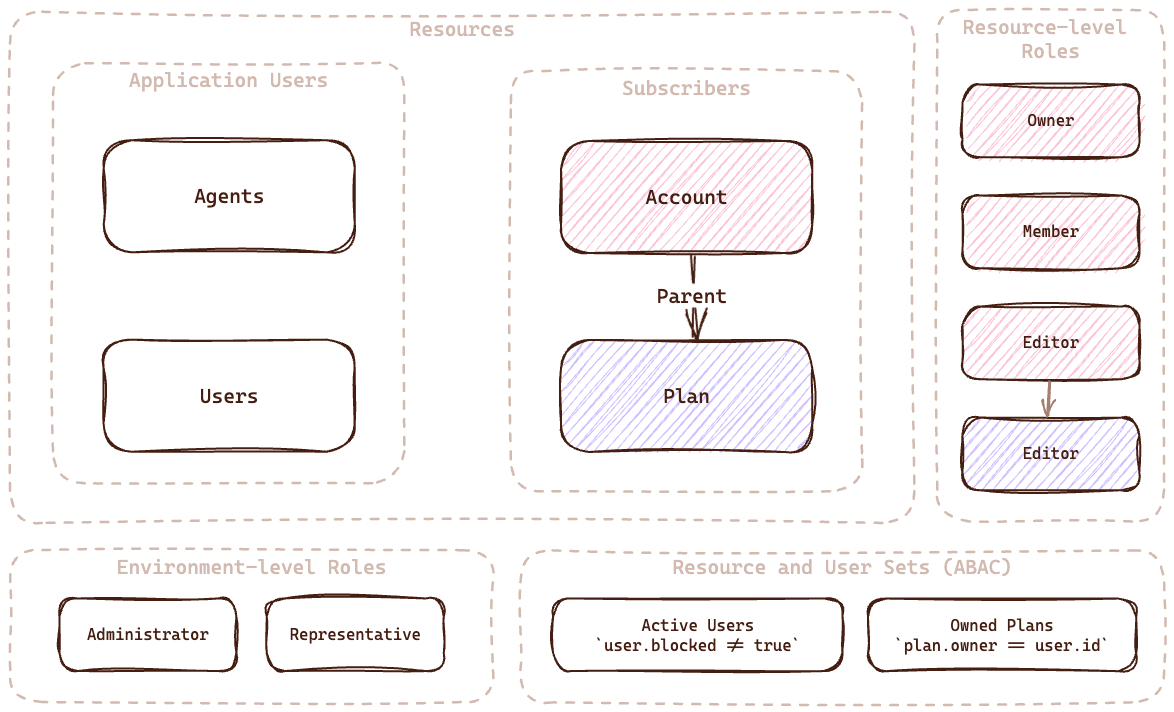 Resources
Application Users
Agents
Users
Subscribers
Account
Parent
Plan
Resource-level
Roles
Owner
Member
Editor
Editor
Environment-level Roles
Administrator
Representative
Resource and User Sets (ABAC)
Active Users
`user.blocked ≠ true`
Owned Plans
`plan.owner == user.id`